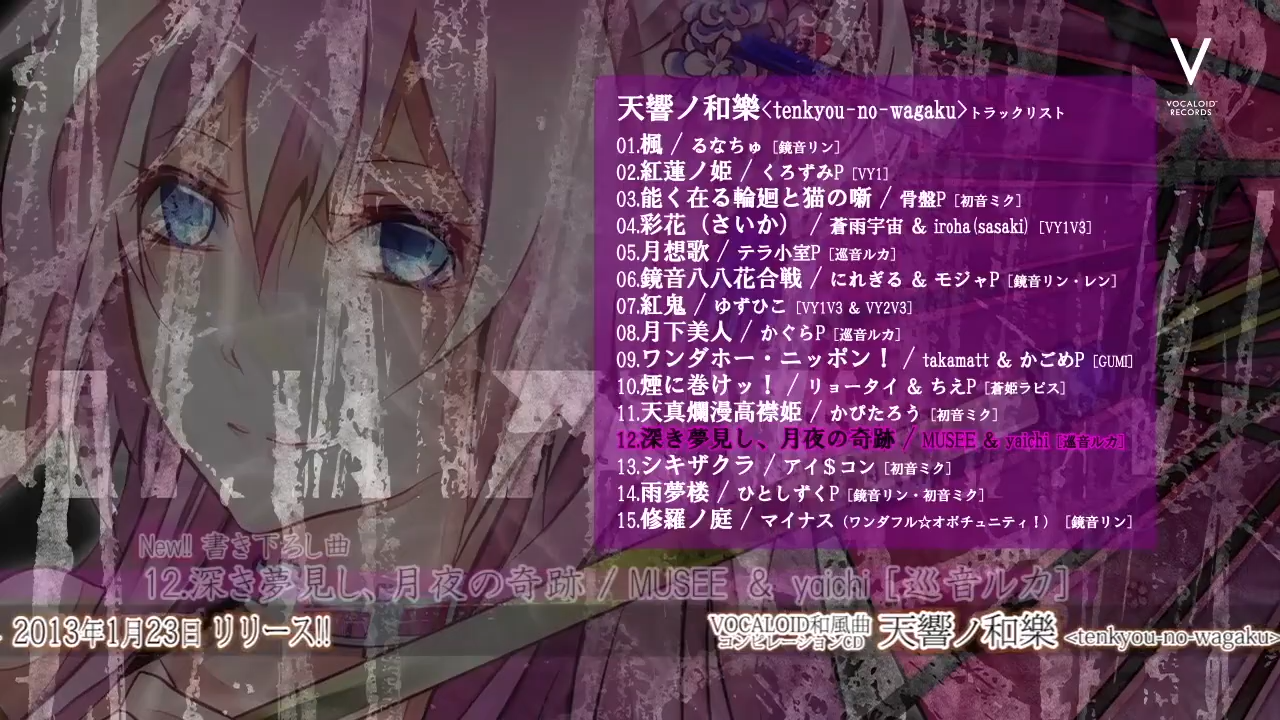 V
VOCALOID™
RECORDS
天響ノ和樂<tenkyou-no-wagaku>トラックリスト
01.楓 / るなちゅ [鏡音リン]
02.紅蓮ノ姫 / くろずみP [VY1]
03.能く在る輪廻と猫の噺 / 骨盤P [初音ミク]
04.彩花（さいか） / 蒼雨宇宙 & iroha(sasaki) [VY1V3]
05.月想歌 / テラ小室P [巡音ルカ]
06.鏡音八八花合戦 / にれぎる & モジャP [鏡音リン・レン]
07.紅鬼 / ゆずひこ [VY1V3 & VY2V3]
08.月下美人 / かぐらP [巡音ルカ]
09.ワンダホー・ニッポン！ / takamatt & かごめP [GUMI]
10.煙に巻けッ！ / リョータイ & ちえP [蒼姫ラピス]
11.天真爛漫高襟姫 / かびたろう [初音ミク]
12.深き夢見し、月夜の奇跡 / MUSEE & yaichi [巡音ルカ]
13.シキザクラ / アイ＄コン [初音ミク]
14.雨夢楼 / ひとしずくP [鏡音リン・初音ミク]
15.修羅ノ庭 / マイナス（ワンダフル☆オポチュニティ！） [鏡音リン]
New!! 書き下ろし曲
12.深き夢見し、月夜の奇跡 / MUSEE & yaichi [巡音ルカ]
2013年1月23日 リリース!!
VOCALOID和風曲
コンピレーションCD
天響ノ和樂 <tenkyou-no-wagaku>